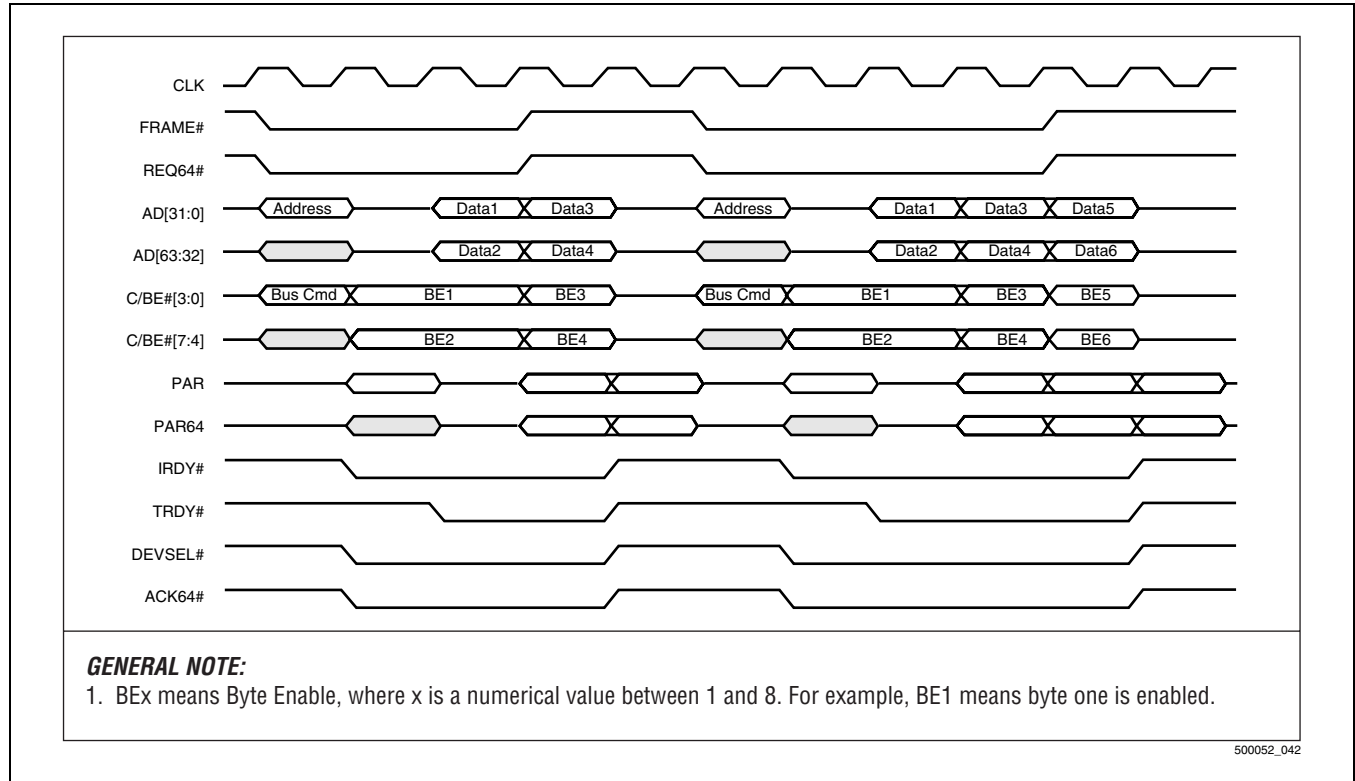 CLK
FRAME#
REQ64#
AD[31:0] Address Data1 Data3 Address Data1 Data3 Data5
AD[63:32] Data2 Data4 Data2 Data4 Data6
C/BE#[3:0] Bus Cmd BE1 BE3 Bus Cmd BE1 BE3 BE5
C/BE#[7:4] BE2 BE4 BE2 BE4 BE6
PAR
PAR64
IRDY#
TRDY#
DEVSEL#
ACK64#
GENERAL NOTE:
1. BEx means Byte Enable, where x is a numerical value between 1 and 8. For example, BE1 means byte one is enabled.
500052_042